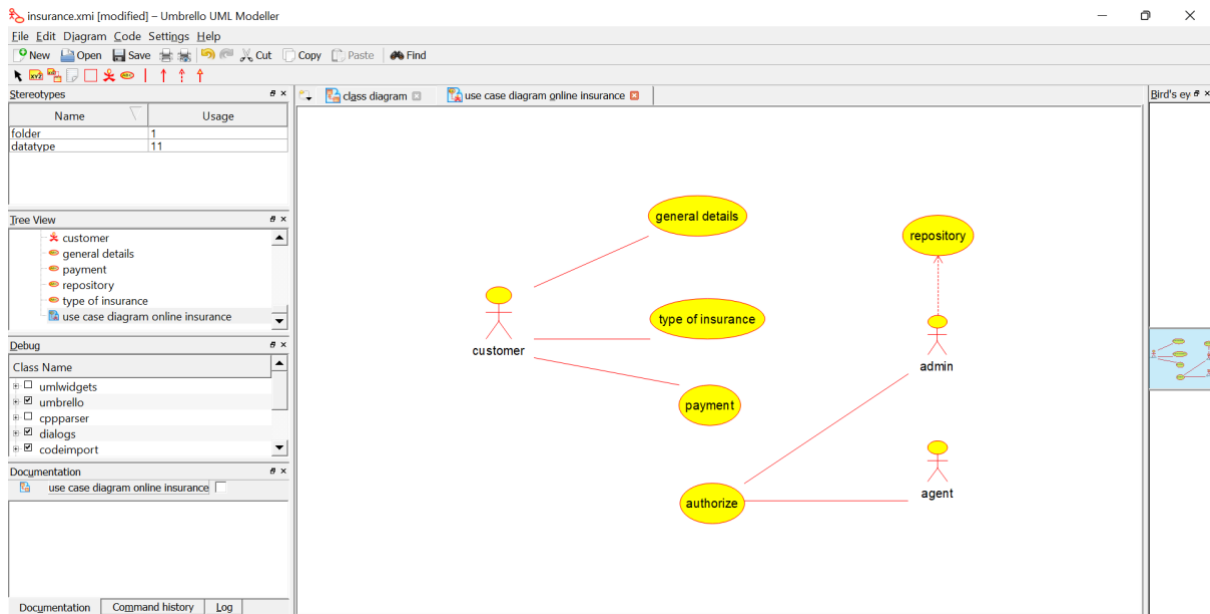 insurance.xmi [modified] – Umbrello UML Modeller
File Edit Diagram Code Settings Help
New Open Save Cut Copy Paste Find
Stereotypes
Name Usage
folder 1
datatype 11
Tree View
customer
general details
payment
repository
type of insurance
use case diagram online insurance
Debug
Class Name
umlwidgets
umbrello
cppparser
dialogs
codeimport
Documentation
use case diagram online insurance
Documentation Command history Log
class diagram use case diagram online insurance
general details
repository
type of insurance
customer
admin
payment
agent
authorize
Bird's ey